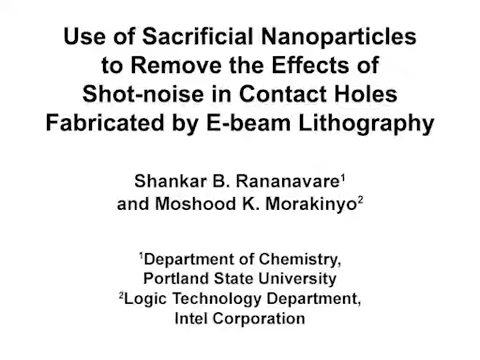 Use of Sacrificial Nanoparticles
to Remove the Effects of
Shot-noise in Contact Holes
Fabricated by E-beam Lithography
Shankar B. Rananavare¹
and Moshood K. Morakinyo²
¹Department of Chemistry,
Portland State University
²Logic Technology Department,
Intel Corporation